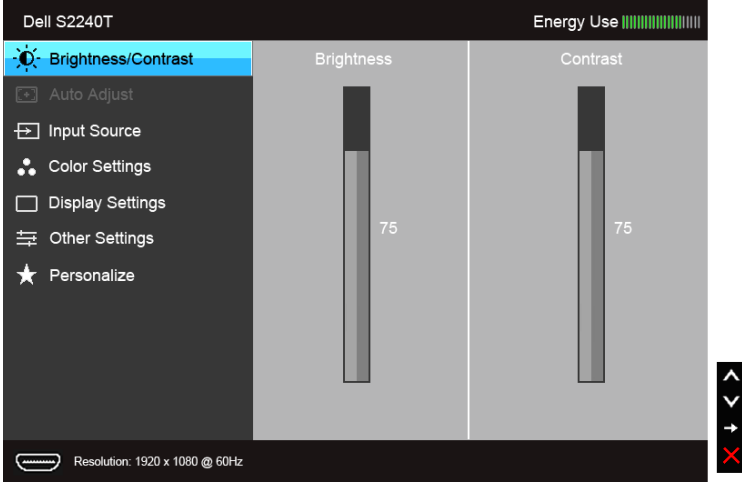 Dell S2240T
Energy Use
Brightness/Contrast
Auto Adjust
Input Source
Color Settings
Display Settings
Other Settings
Personalize
Brightness
75
Contrast
75
Resolution: 1920 x 1080 @ 60Hz